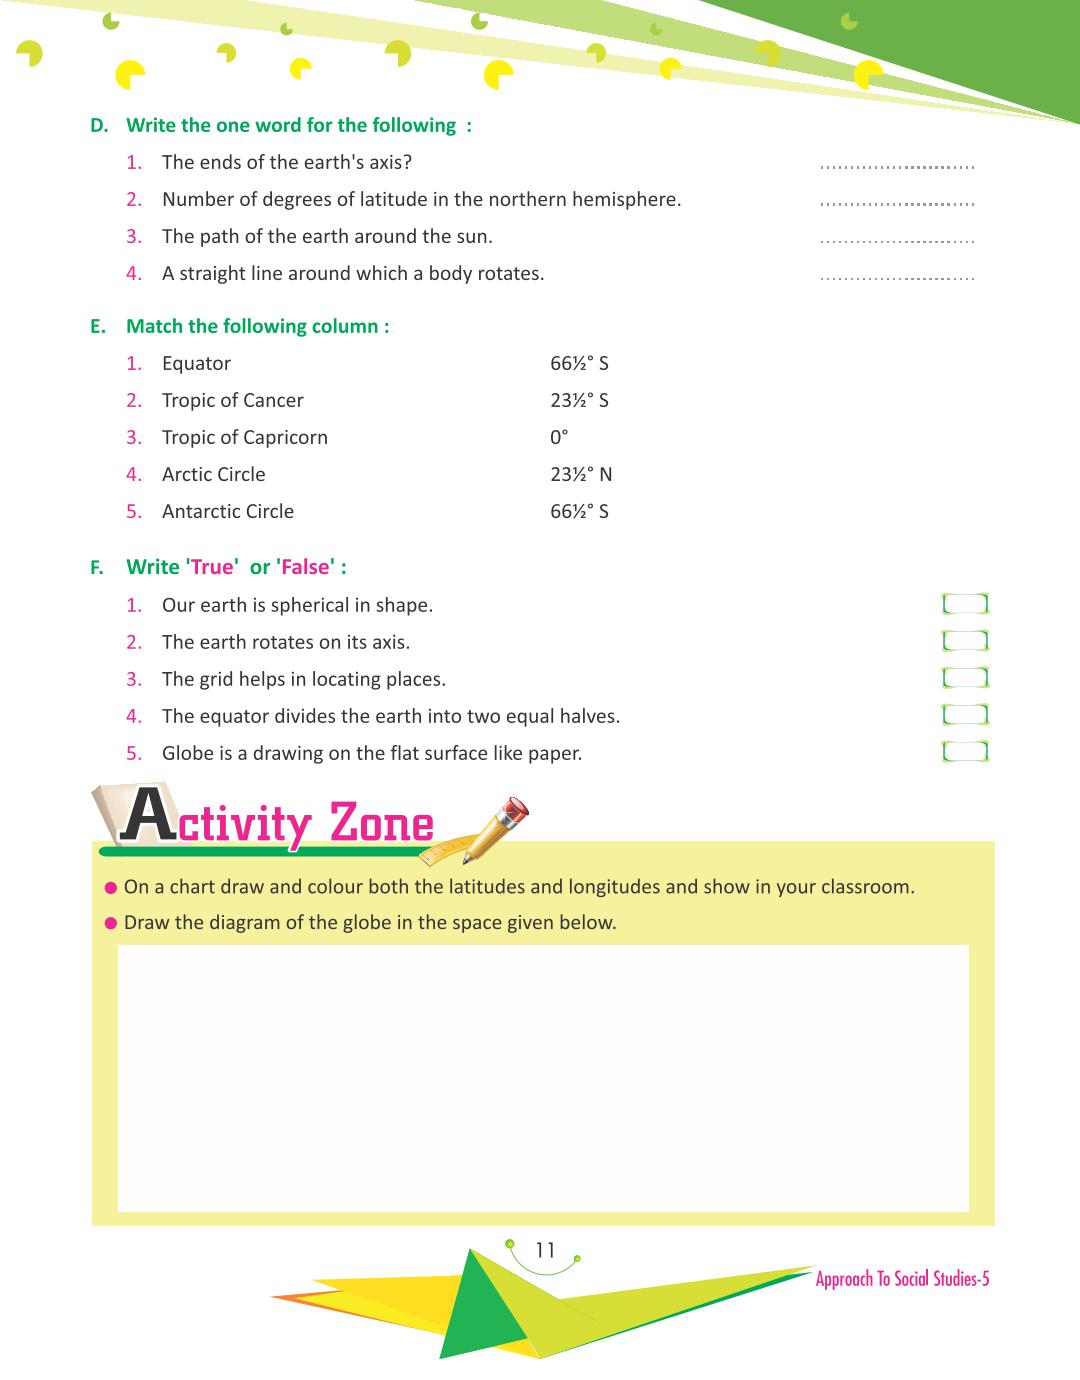 D. Write the one word for the following :
1. The ends of the earth's axis? ............................
2. Number of degrees of latitude in the northern hemisphere. ............................
3. The path of the earth around the sun. ............................
4. A straight line around which a body rotates. ............................
E. Match the following column :
1. Equator 66½° S
2. Tropic of Cancer 23½° S
3. Tropic of Capricorn 0°
4. Arctic Circle 23½° N
5. Antarctic Circle 66½° S
F. Write 'True' or 'False' :
1. Our earth is spherical in shape.
2. The earth rotates on its axis.
3. The grid helps in locating places.
4. The equator divides the earth into two equal halves.
5. Globe is a drawing on the flat surface like paper.
Activity Zone
● On a chart draw and colour both the latitudes and longitudes and show in your classroom.
● Draw the diagram of the globe in the space given below.
11
Approach To Social Studies-5